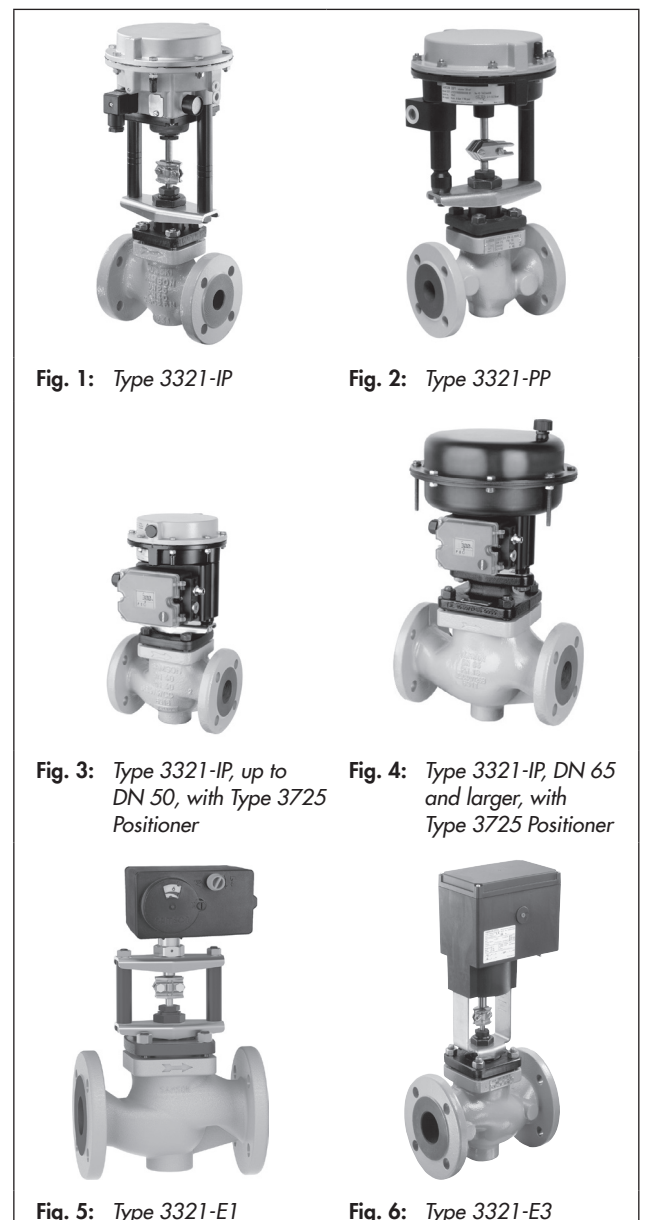 Fig. 1: Type 3321-IP
Fig. 2: Type 3321-PP
Fig. 3: Type 3321-IP, up to
DN 50, with Type 3725
Positioner
Fig. 4: Type 3321-IP, DN 65
and larger, with
Type 3725 Positioner
Fig. 5: Type 3321-E1
Fig. 6: Type 3321-E3